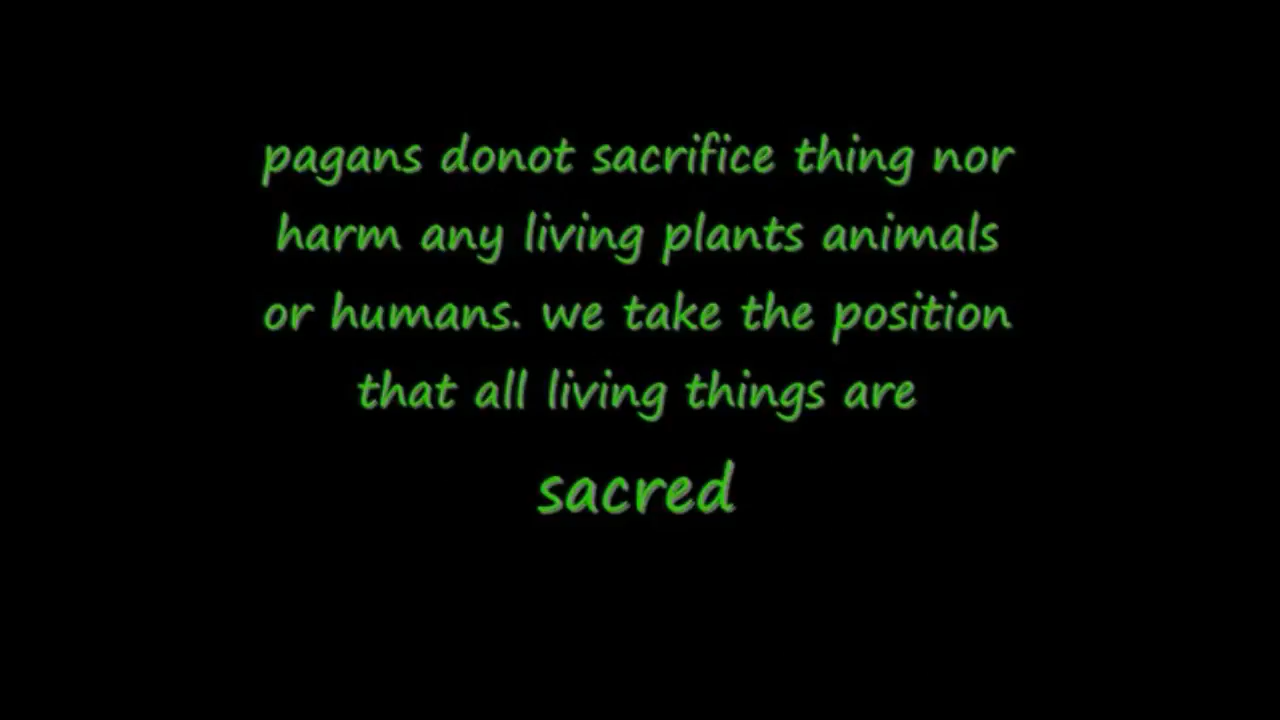 pagans donot sacrifice thing nor
harm any living plants animals
or humans. we take the position
that all living things are
sacred